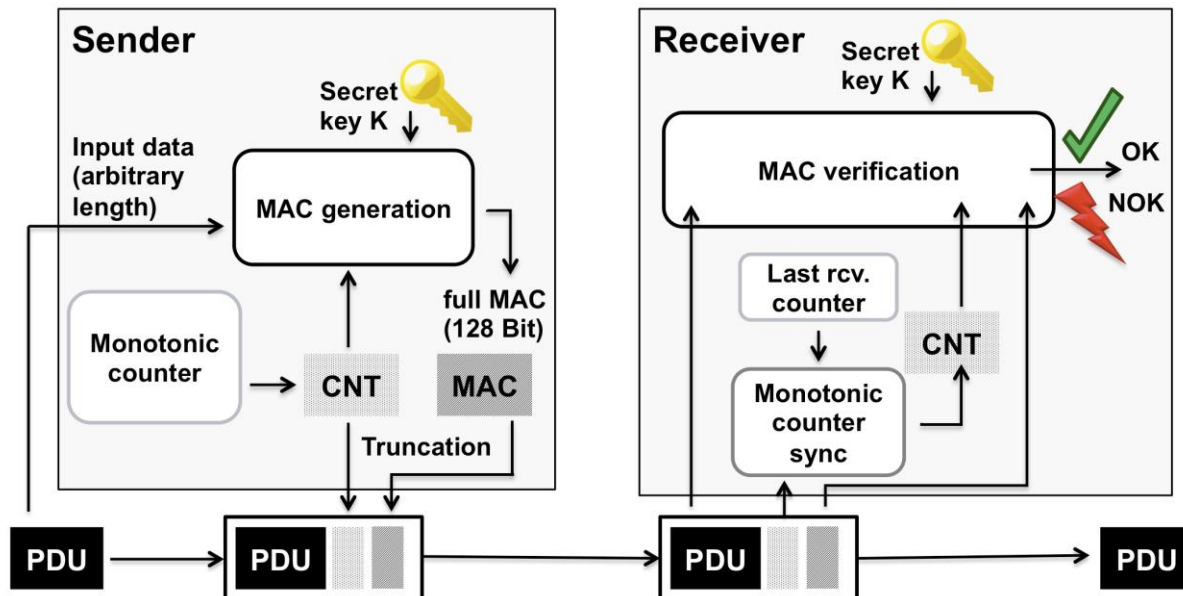 Sender
Secret
key K
Input data
(arbitrary
length)
MAC generation
full MAC
(128 Bit)
Monotonic
counter
CNT
MAC
Truncation
Receiver
Secret
key K
MAC verification
OK
NOK
Last rcv.
counter
CNT
Monotonic
counter
sync
PDU
PDU
PDU
PDU